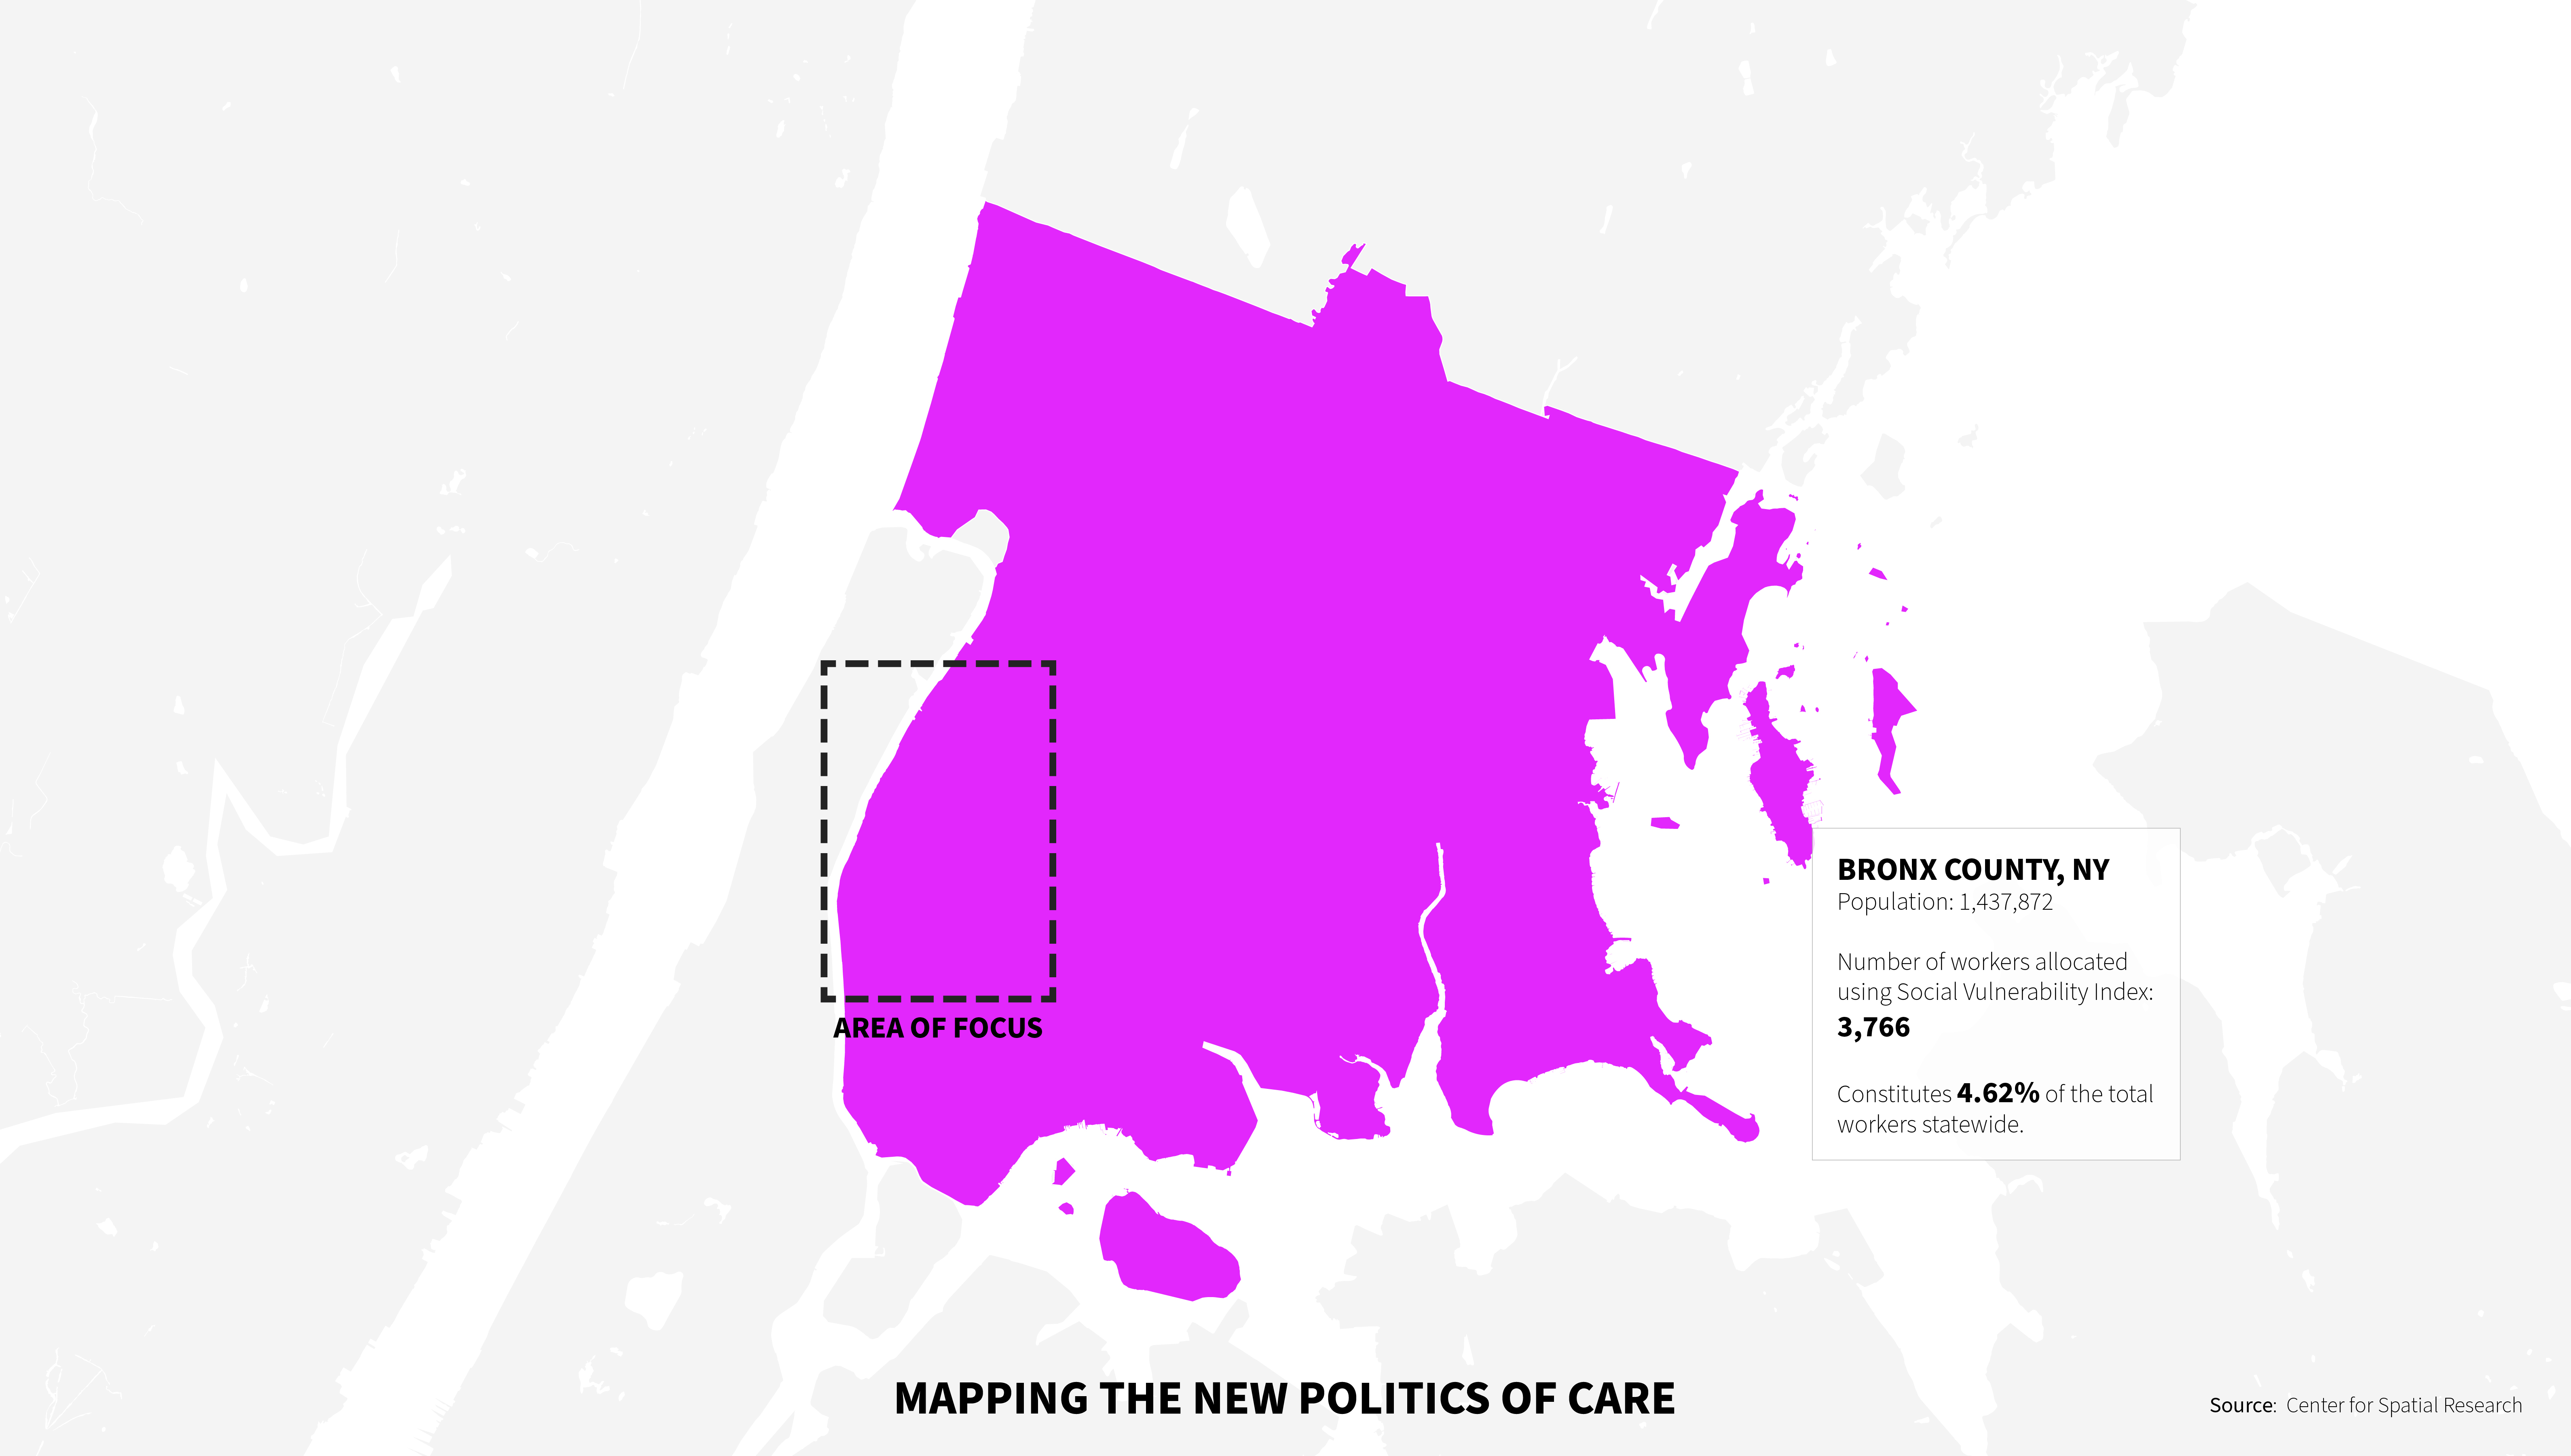 AREA OF FOCUS
BRONX COUNTY, NY
Population: 1,437,872
Number of workers allocated
using Social Vulnerability Index:
3,766
Constitutes 4.62% of the total
workers statewide.
MAPPING THE NEW POLITICS OF CARE
Source: Center for Spatial Research